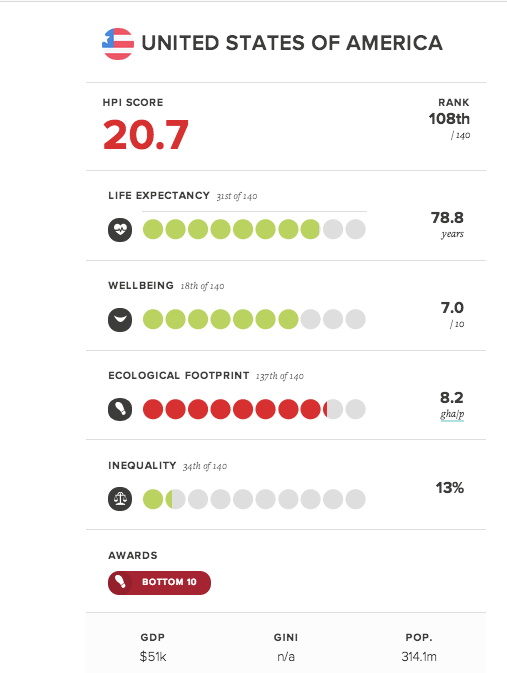 UNITED STATES OF AMERICA
HPI SCORE
20.7
RANK
108th
/ 140
LIFE EXPECTANCY 31st of 140
78.8
years
WELLBEING 18th of 140
7.0
/ 10
ECOLOGICAL FOOTPRINT 137th of 140
8.2
gha/p
INEQUALITY 34th of 140
13%
AWARDS
BOTTOM 10
GDP GINI POP.
$51k n/a 314.1m